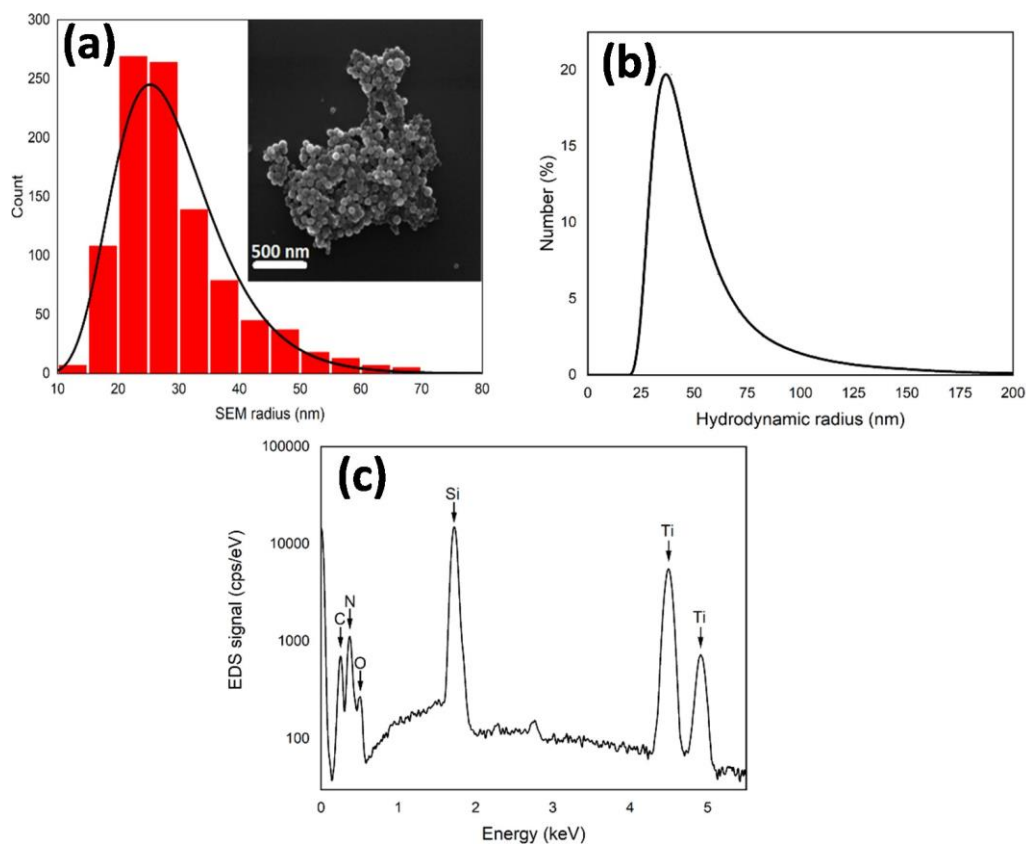 (a)
300
250
200
150
100
50
0
Count
10 20 30 40 50 60 70 80
SEM radius (nm)
500 nm
(b)
20
15
10
5
0
Number (%)
0 25 50 75 100 125 150 175 200
Hydrodynamic radius (nm)
(c)
100000
10000
1000
100
EDS signal (cps/eV)
C
N
O
Si
Ti
Ti
0 1 2 3 4 5
Energy (keV)